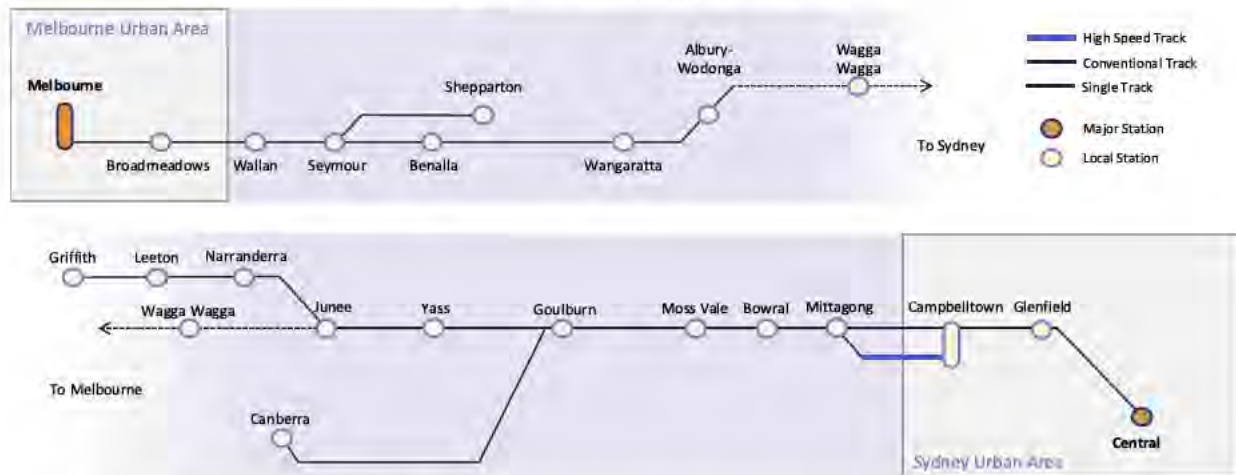 Melbourne Urban Area
Melbourne
Broadmeadows
Wallan
Seymour
Shepparton
Benalla
Wangaratta
Albury-
Wodonga
Wagga
Wagga
To Sydney
High Speed Track
Conventional Track
Single Track
Major Station
Local Station
Griffith
Leeton
Narranderra
Wagga Wagga
Junee
Yass
Goulburn
Moss Vale
Bowral
Mittagong
Campbelltown
Glenfield
To Melbourne
Canberra
Central
Sydney Urban Area